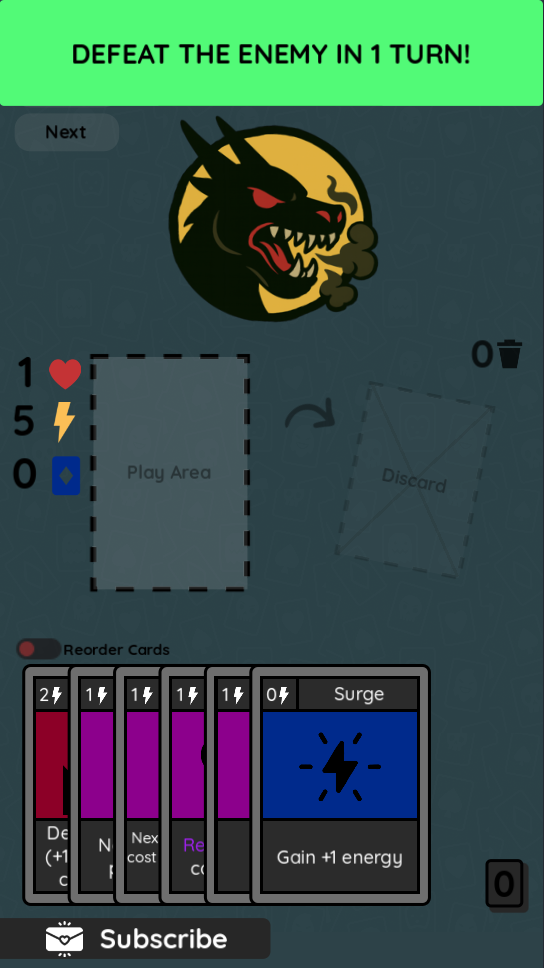 DEFEAT THE ENEMY IN 1 TURN!
Next
0
1
5
0
Play Area
Discard
Reorder Cards
2
1
1
1
1
0
Surge
(+1
Gain +1 energy
0
Subscribe